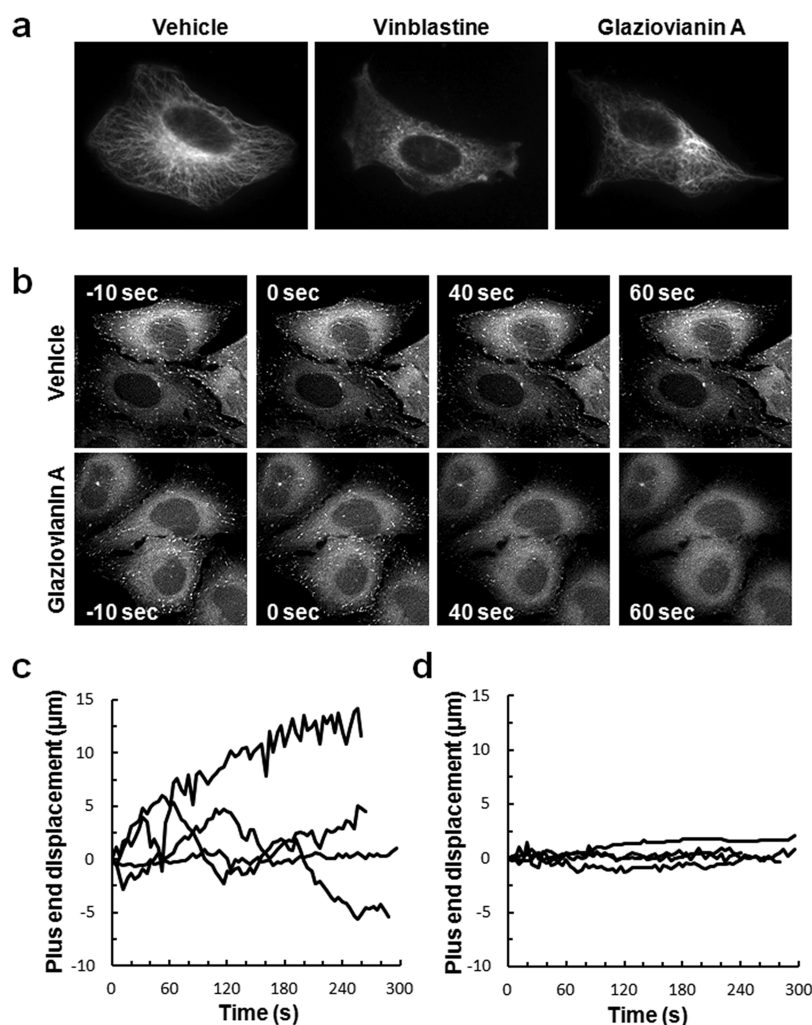 a
Vehicle Vinblastine Glaziovianin A
b
-10 sec 0 sec 40 sec 60 sec
Vehicle
Glaziovianin A
-10 sec 0 sec 40 sec 60 sec
c d
Plus end displacement (µm)
15
10
5
0
-5
-10
0 60 120 180 240 300
Time (s)
Plus end displacement (µm)
15
10
5
0
-5
-10
0 60 120 180 240 300
Time (s)